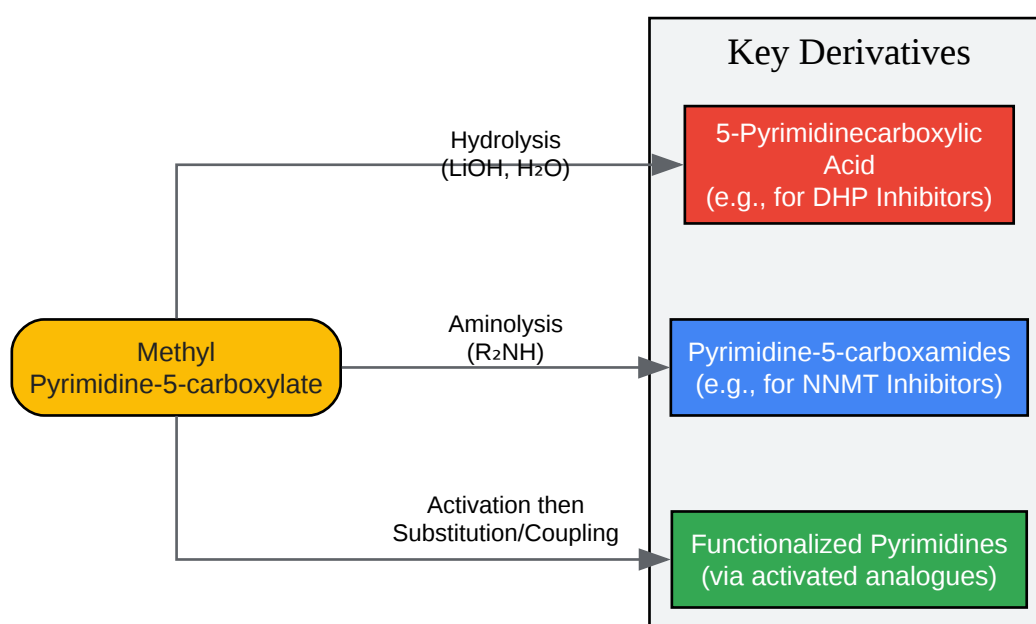 Key Derivatives
Hydrolysis
(LiOH, H₂O)
5-Pyrimidinecarboxylic
Acid
(e.g., for DHP Inhibitors)
Methyl
Pyrimidine-5-carboxylate
Aminolysis
(R₂NH)
Pyrimidine-5-carboxamides
(e.g., for NNMT Inhibitors)
Activation then
Substitution/Coupling
Functionalized Pyrimidines
(via activated analogues)